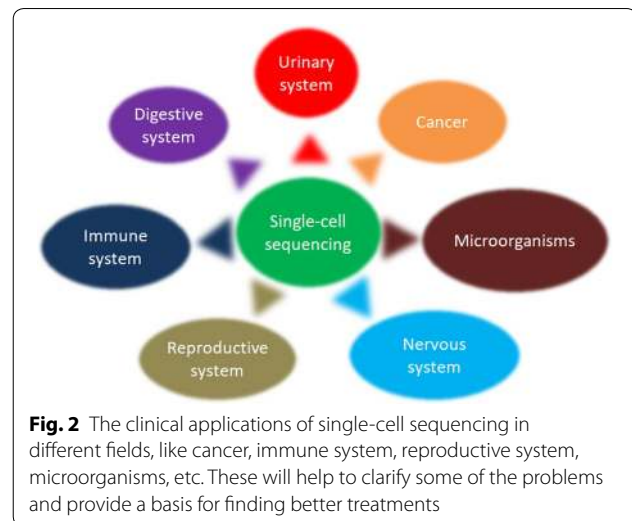 Urinary
system
Digestive
system
Cancer
Immune
system
Single-cell
sequencing
Microorganisms
Reproductive
system
Nervous
system
Fig. 2 The clinical applications of single-cell sequencing in
different fields, like cancer, immune system, reproductive system,
microorganisms, etc. These will help to clarify some of the problems
and provide a basis for finding better treatments